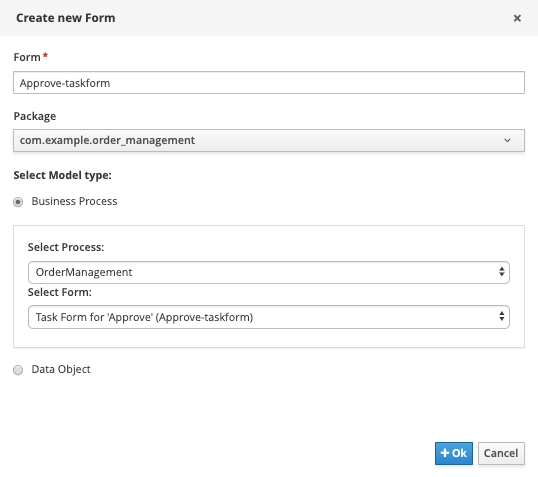 Create new Form
Form*
Approve-taskform
Package
com.example.order_management
Select Model type:
Business Process
Select Process:
OrderManagement
Select Form:
Task Form for 'Approve' (Approve-taskform)
Data Object
Ok Cancel